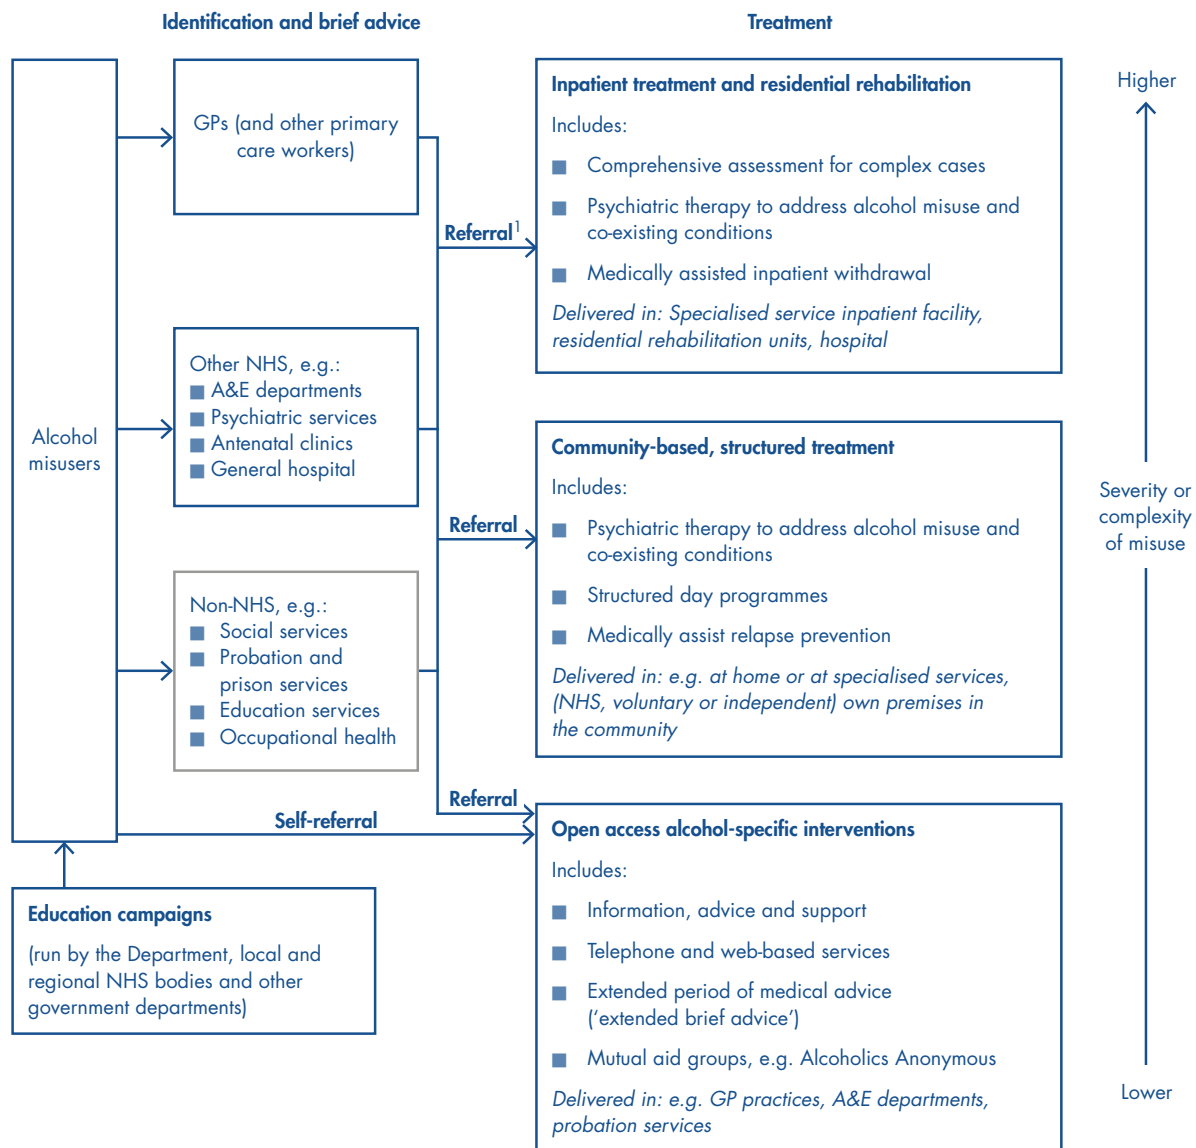 Identification and brief advice
Treatment
Alcohol
misusers
GPs (and other primary
care workers)
Other NHS, e.g.:
■ A&E departments
■ Psychiatric services
■ Antenatal clinics
■ General hospital
Non-NHS, e.g.:
■ Social services
■ Probation and
prison services
■ Education services
■ Occupational health
Education campaigns
(run by the Department, local and
regional NHS bodies and other
government departments)
Self-referral
Referral¹
Referral
Referral
Inpatient treatment and residential rehabilitation
Includes:
■ Comprehensive assessment for complex cases
■ Psychiatric therapy to address alcohol misuse and
co-existing conditions
■ Medically assisted inpatient withdrawal
Delivered in: Specialised service inpatient facility,
residential rehabilitation units, hospital
Community-based, structured treatment
Includes:
■ Psychiatric therapy to address alcohol misuse and
co-existing conditions
■ Structured day programmes
■ Medically assist relapse prevention
Delivered in: e.g. at home or at specialised services,
(NHS, voluntary or independent) own premises in
the community
Open access alcohol-specific interventions
Includes:
■ Information, advice and support
■ Telephone and web-based services
■ Extended period of medical advice
(‘extended brief advice’)
■ Mutual aid groups, e.g. Alcoholics Anonymous
Delivered in: e.g. GP practices, A&E departments,
probation services
Higher
Severity or
complexity
of misuse
Lower